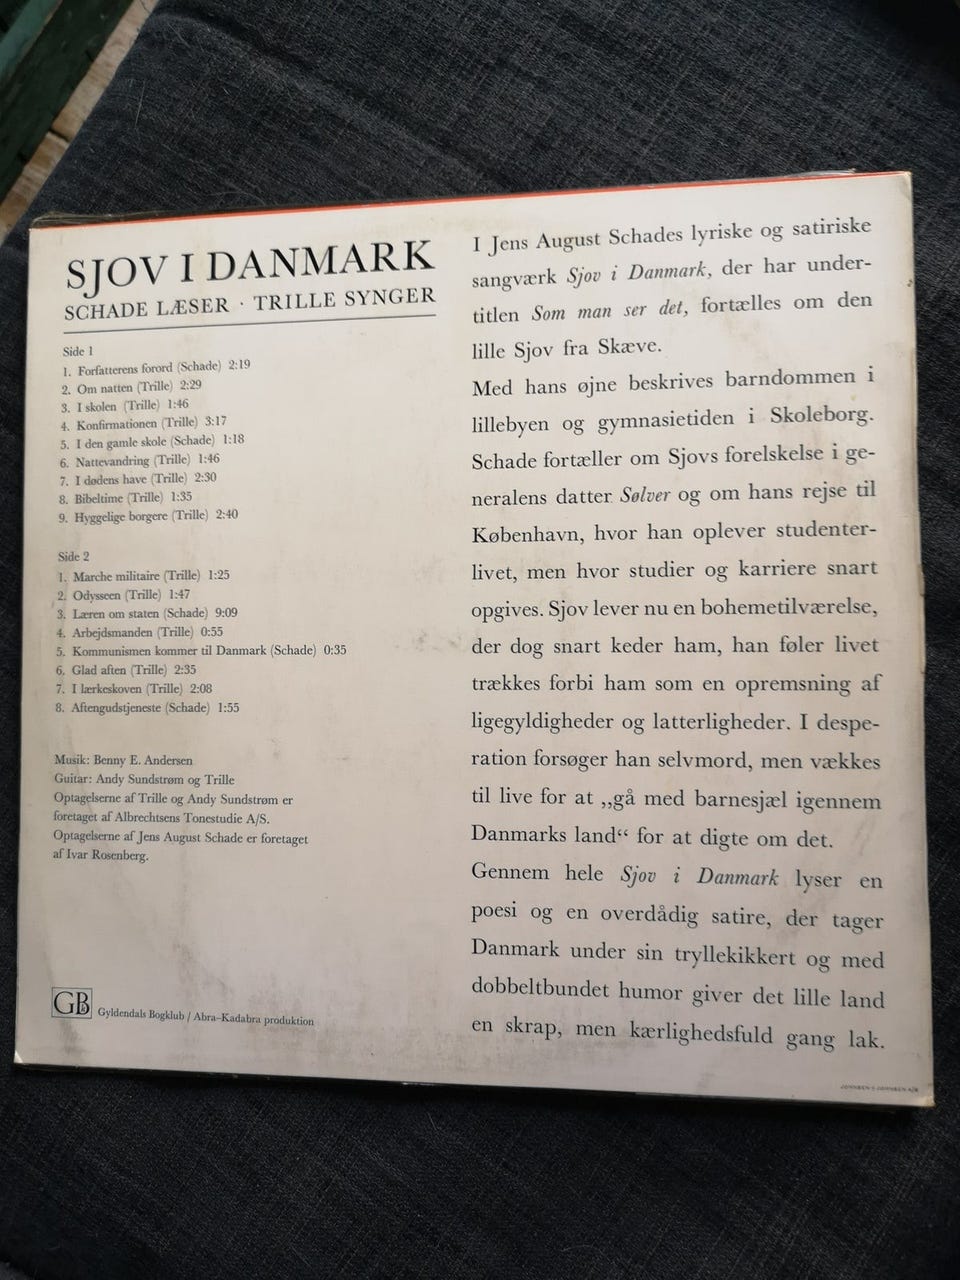 SJOV I DANMARK
SCHADE LÆSER · TRILLE SYNGER
Side 1
1. Forfatterens forord (Schade) 2:19
2. Om natten (Trille) 2:29
3. I skolen (Trille) 1:46
4. Konfirmationen (Trille) 3:17
5. I den gamle skole (Schade) 1:18
6. Nattevandring (Trille) 1:46
7. I dødens have (Trille) 2:30
8. Bibeltime (Trille) 1:35
9. Hyggelige borgere (Trille) 2:40
Side 2
1. Marche militaire (Trille) 1:25
2. Odysseen (Trille) 1:47
3. Læren om staten (Schade) 9:09
4. Arbejdsmanden (Trille) 0:55
5. Kommunismen kommer til Danmark (Schade) 0:35
6. Glad aften (Trille) 2:35
7. I lærkeskoven (Trille) 2:08
8. Aftengudstjeneste (Schade) 1:55
Musik: Benny E. Andersen
Guitar: Andy Sundstrøm og Trille
Optagelserne af Trille og Andy Sundstrøm er
foretaget af Albrechtsens Tonestudie A/S.
Optagelserne af Jens August Schade er foretaget
af Ivar Rosenberg.
GB Gyldendals Bogklub / Abra-Kadabra produktion
I Jens August Schades lyriske og satiriske
sangværk Sjov i Danmark, der har under-
titlen Som man ser det, fortælles om den
lille Sjov fra Skæve.
Med hans øjne beskrives barndommen i
lillebyen og gymnasietiden i Skoleborg.
Schade fortæller om Sjovs forelskelse i ge-
neralens datter Sølver og om hans rejse til
København, hvor han oplever studenter-
livet, men hvor studier og karriere snart
opgives. Sjov lever nu en bohemetilværelse,
der dog snart keder ham, han føler livet
trækkes forbi ham som en opremsning af
ligegyldigheder og latterligheder. I despe-
ration forsøger han selvmord, men vækkes
til live for at „gå med barnesjæl igennem
Danmarks land“ for at digte om det.
Gennem hele Sjov i Danmark lyser en
poesi og en overdådig satire, der tager
Danmark under sin tryllekikkert og med
dobbeltbundet humor giver det lille land
en skrap, men kærlighedsfuld gang lak.
JOHNSEN & JOHNSEN A/S